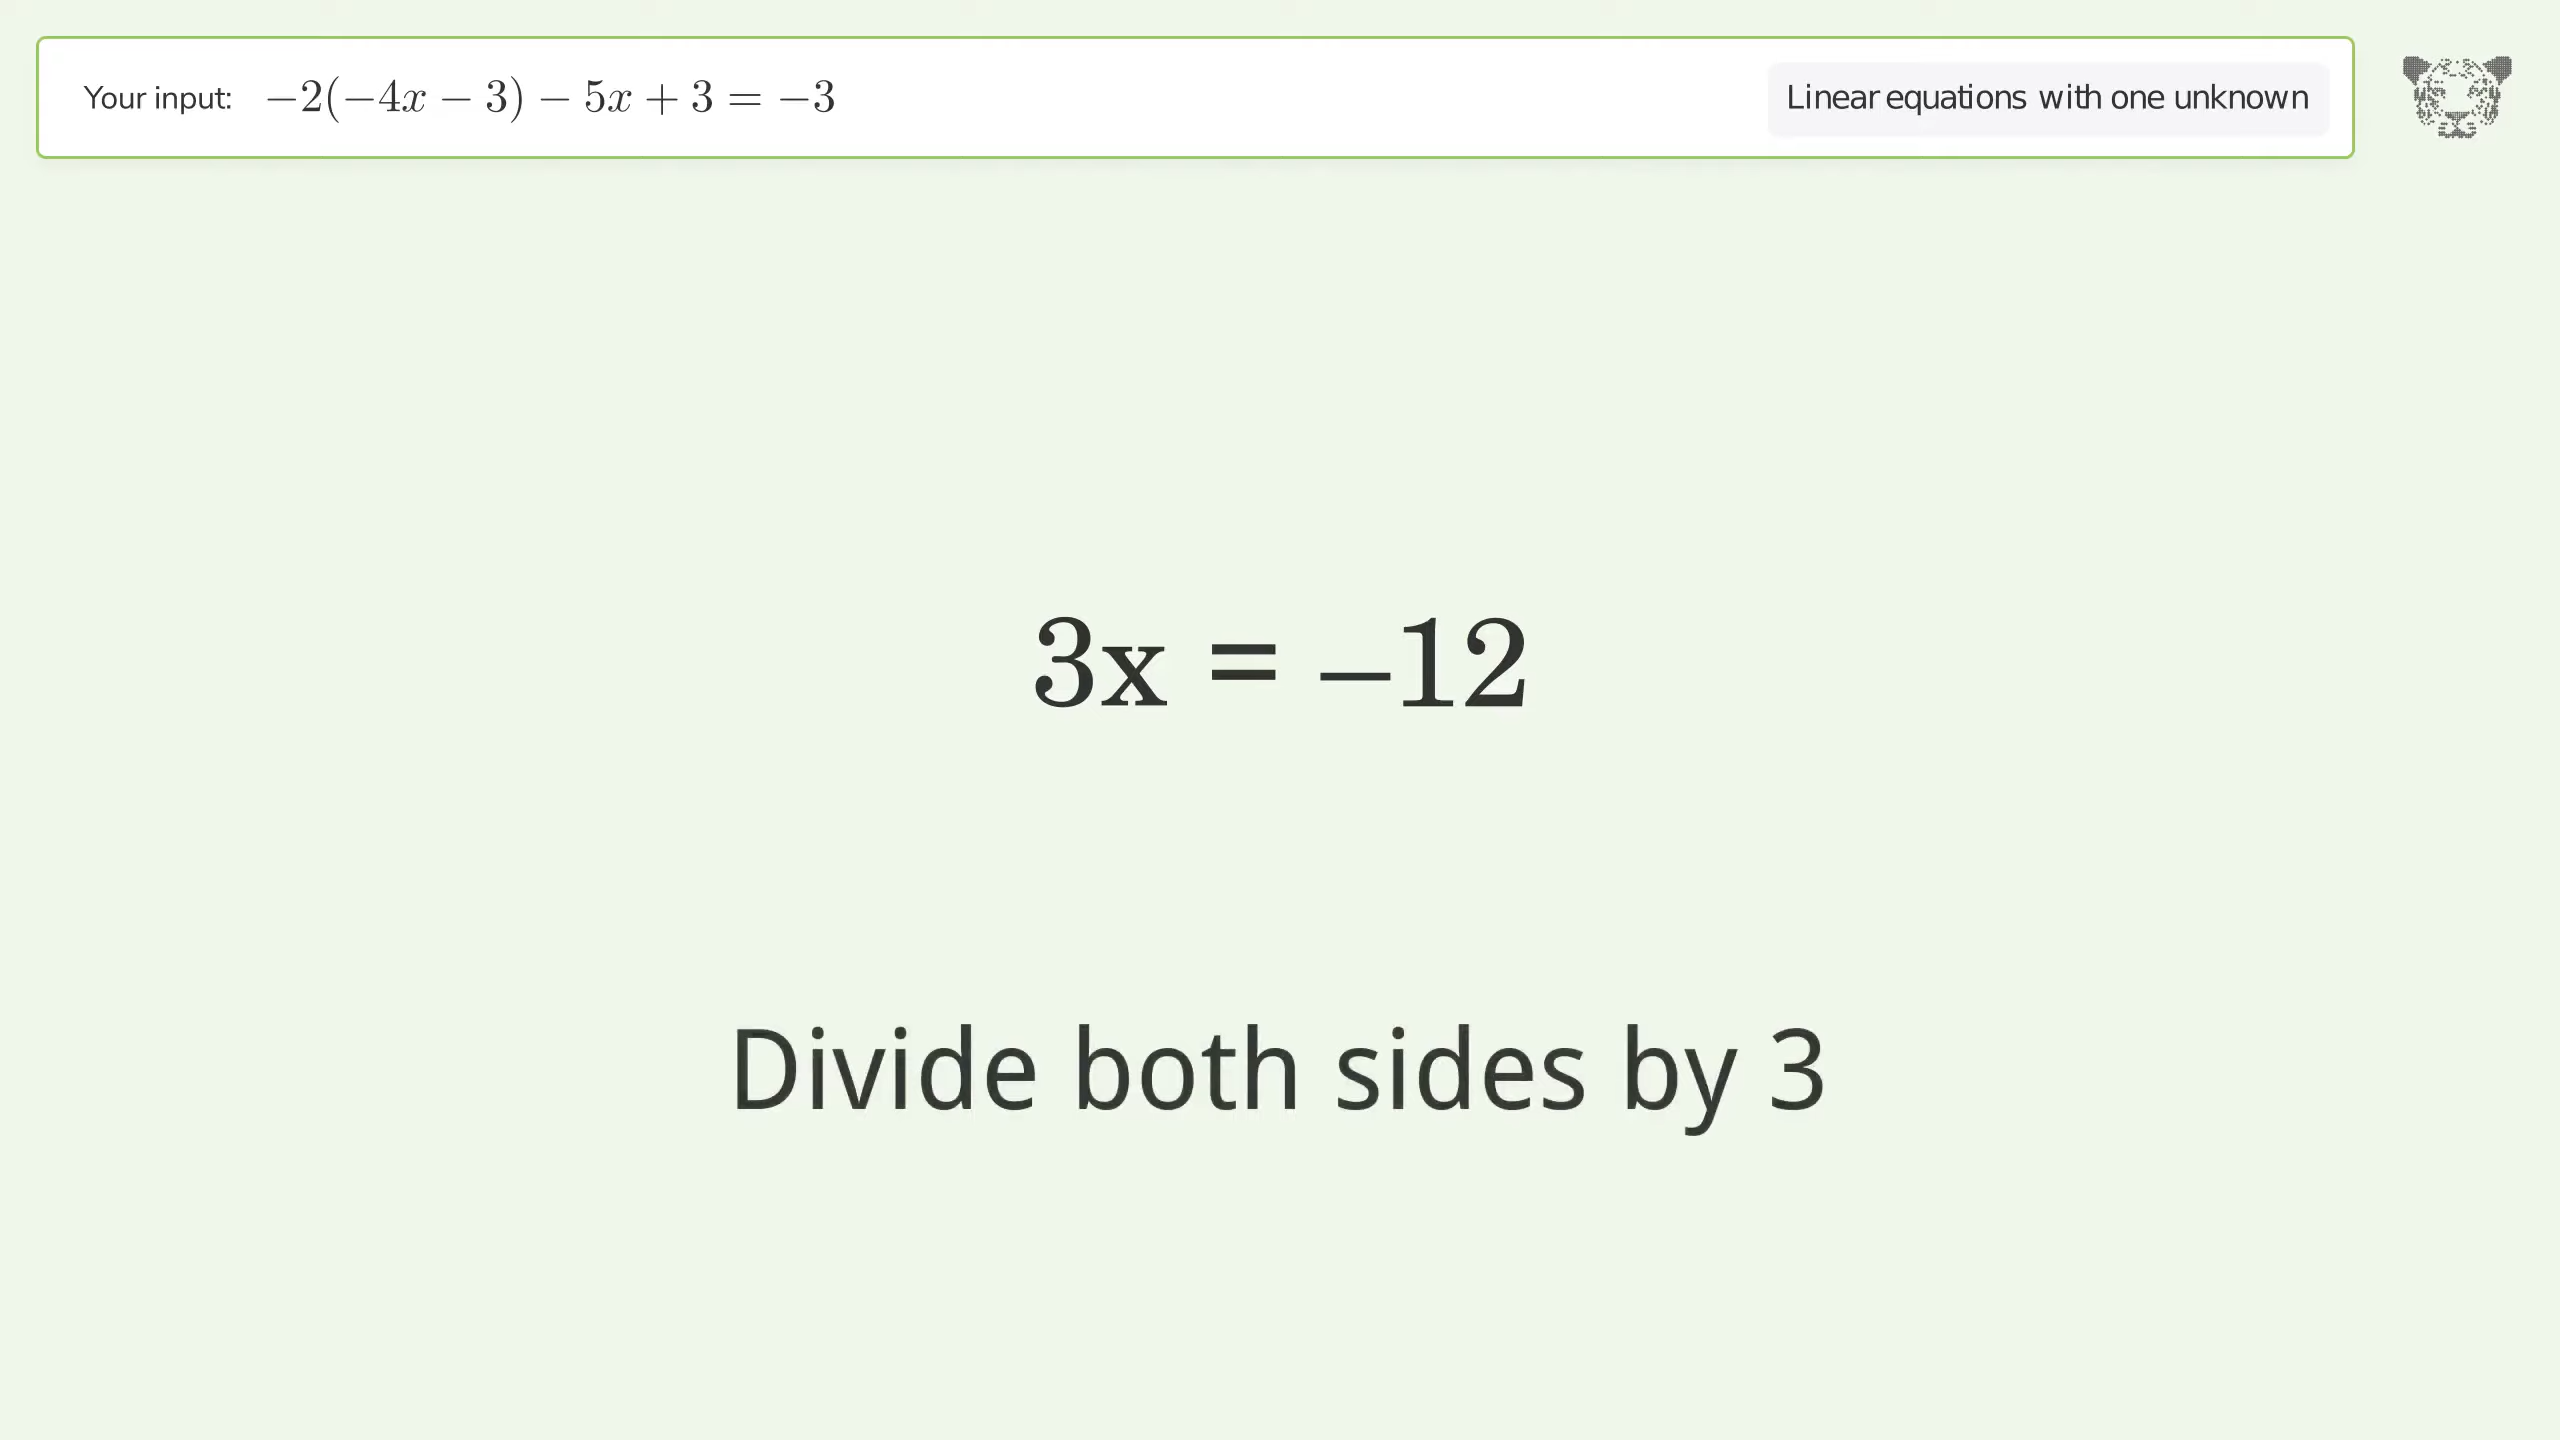 Your input: −2(−4x − 3) − 5x + 3 = −3
Linear equations with one unknown
3x = −12
Divide both sides by 3